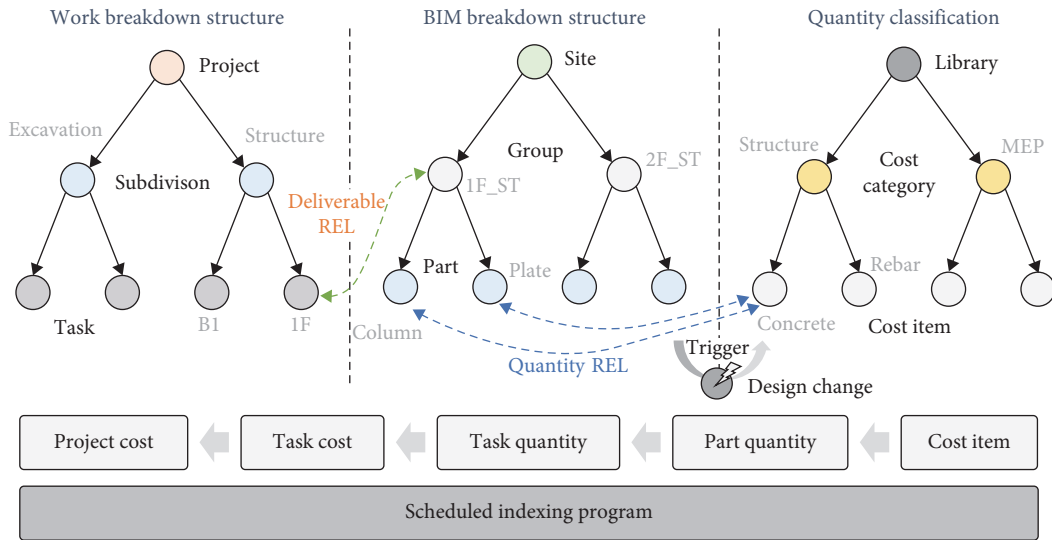 Work breakdown structure
BIM breakdown structure
Quantity classification
Project
Site
Library
Excavation
Structure
Subdivison
Group
1F_ST
2F_ST
Structure
MEP
Cost
category
Deliverable
REL
Part
Plate
Rebar
Task
B1
1F
Column
Concrete
Cost item
Quantity REL
Trigger
Design change
Project cost
Task cost
Task quantity
Part quantity
Cost item
Scheduled indexing program